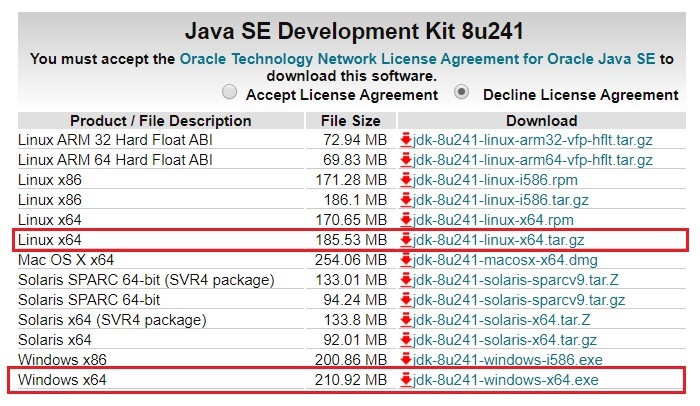 Java SE Development Kit 8u241
You must accept the Oracle Technology Network License Agreement for Oracle Java SE to
download this software.
Accept License Agreement Decline License Agreement
Product / File Description File Size Download
Linux ARM 32 Hard Float ABI 72.94 MB jdk-8u241-linux-arm32-vfp-hflt.tar.gz
Linux ARM 64 Hard Float ABI 69.83 MB jdk-8u241-linux-arm64-vfp-hflt.tar.gz
Linux x86 171.28 MB jdk-8u241-linux-i586.rpm
Linux x86 186.1 MB jdk-8u241-linux-i586.tar.gz
Linux x64 170.65 MB jdk-8u241-linux-x64.rpm
Linux x64 185.53 MB jdk-8u241-linux-x64.tar.gz
Mac OS X x64 254.06 MB jdk-8u241-macosx-x64.dmg
Solaris SPARC 64-bit (SVR4 package) 133.01 MB jdk-8u241-solaris-sparcv9.tar.Z
Solaris SPARC 64-bit 94.24 MB jdk-8u241-solaris-sparcv9.tar.gz
Solaris x64 (SVR4 package) 133.8 MB jdk-8u241-solaris-x64.tar.Z
Solaris x64 92.01 MB jdk-8u241-solaris-x64.tar.gz
Windows x86 200.86 MB jdk-8u241-windows-i586.exe
Windows x64 210.92 MB jdk-8u241-windows-x64.exe